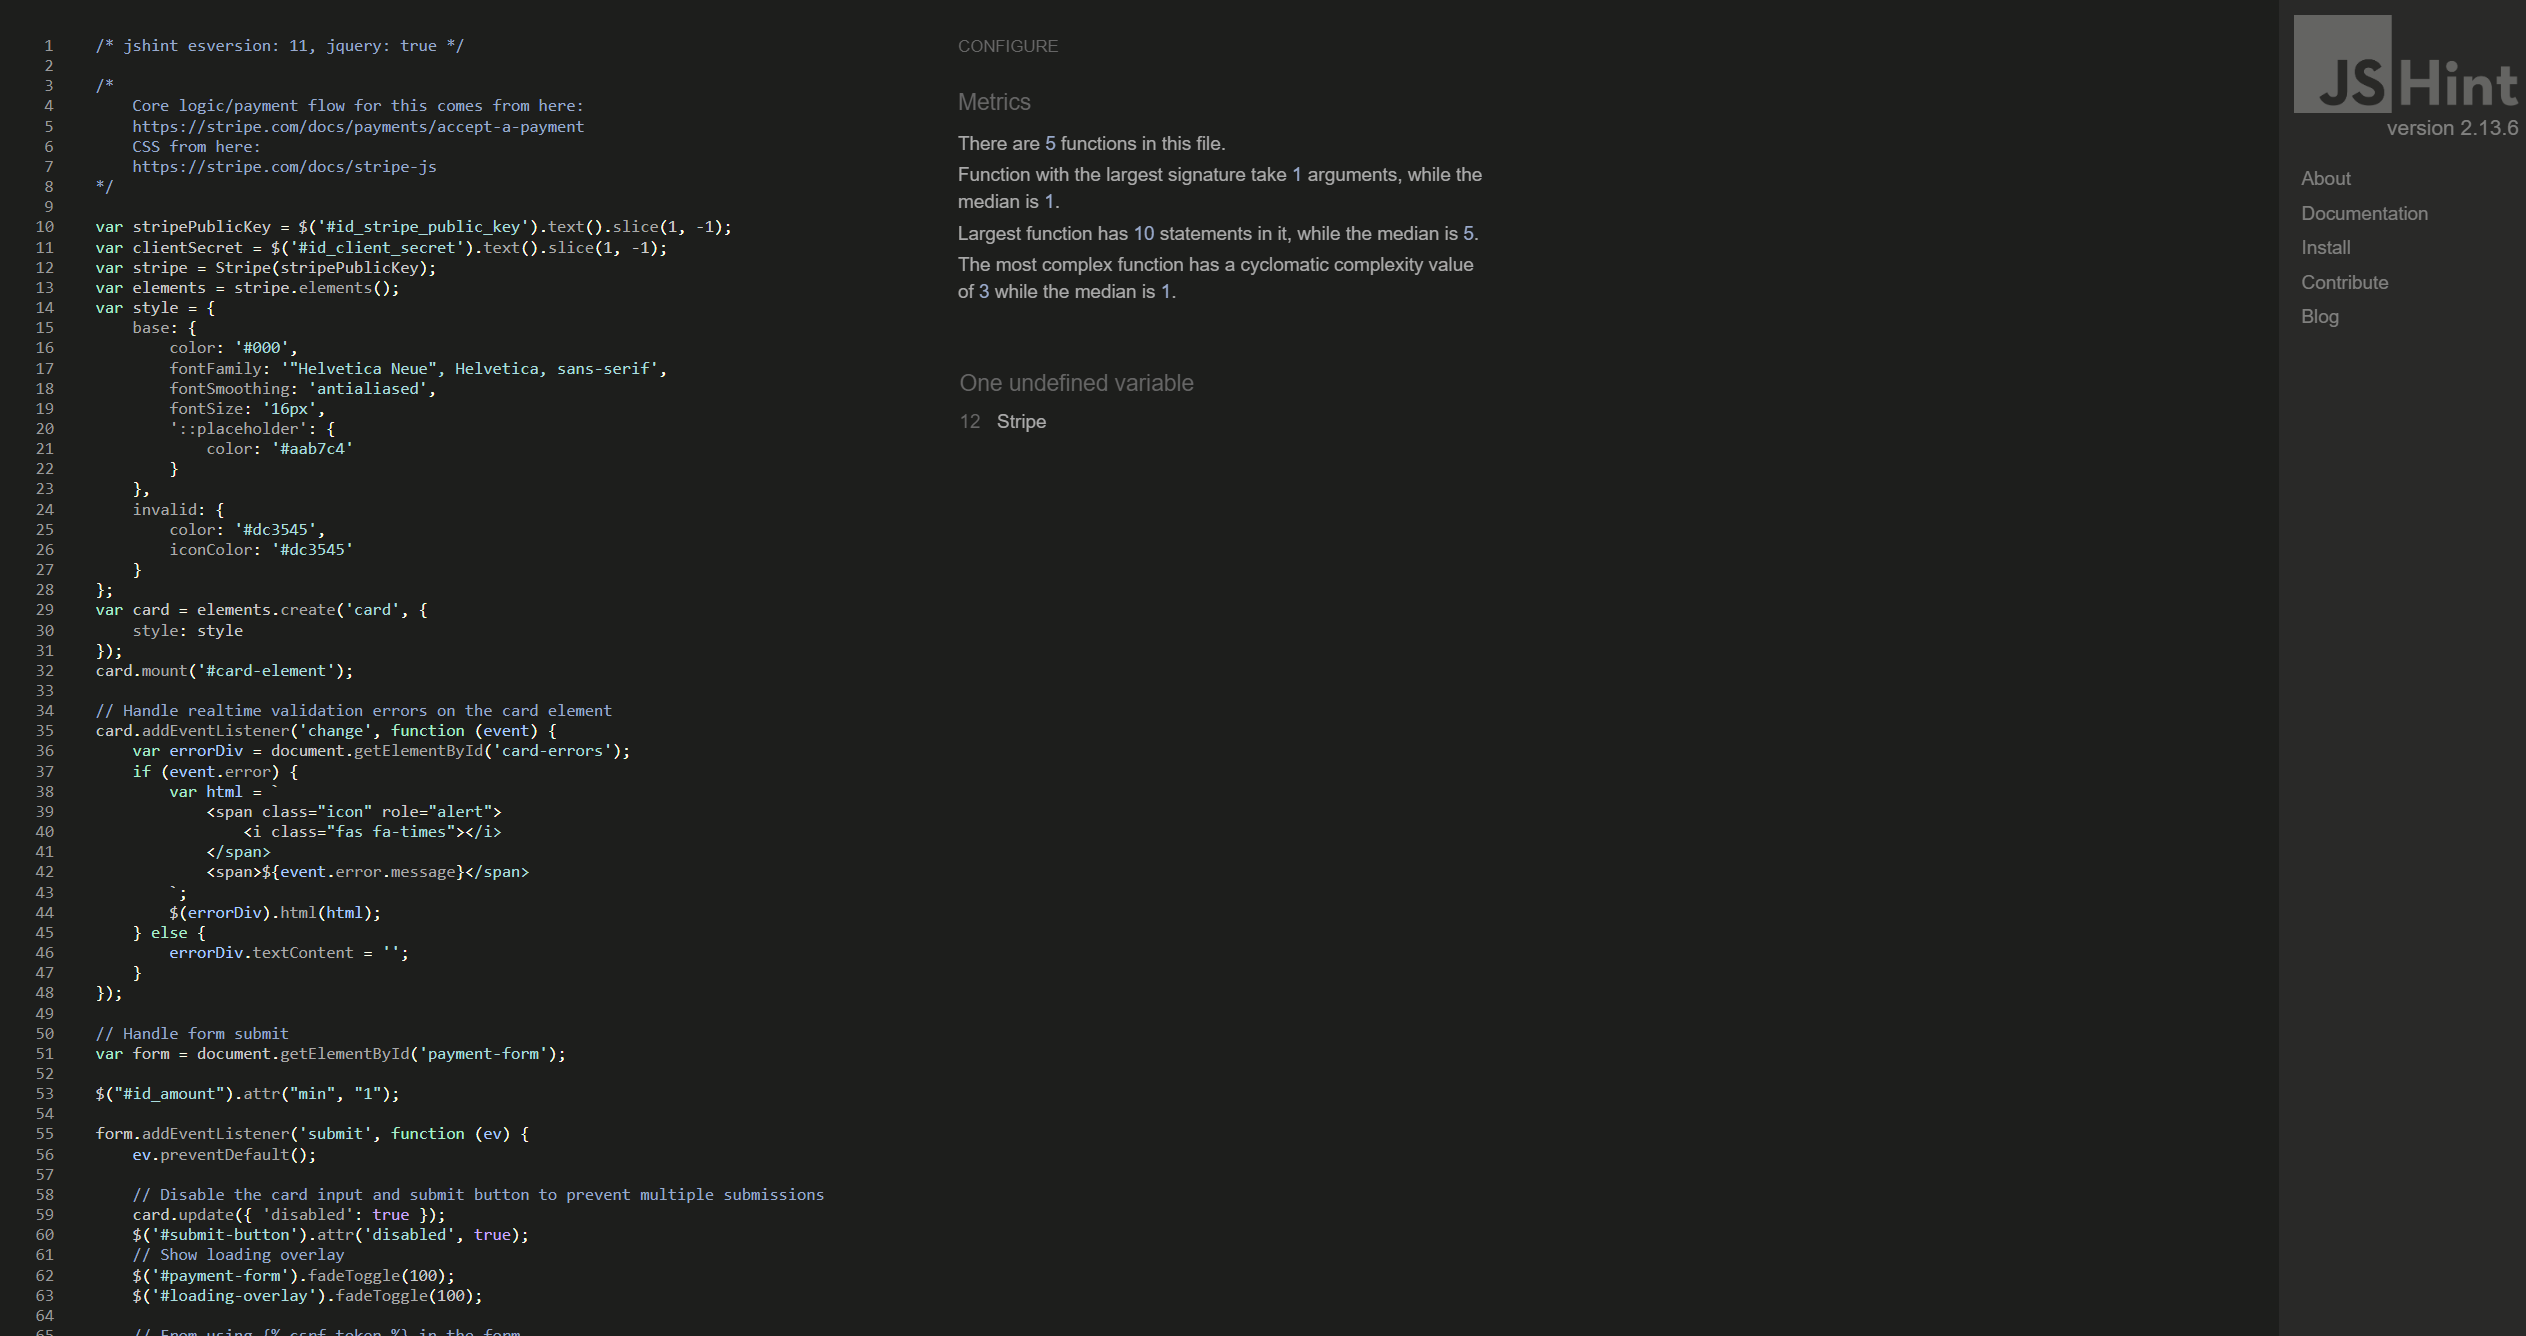 1 /* jshint esversion: 11, jquery: true */
2
3 /*
4     Core logic/payment flow for this comes from here:
5     https://stripe.com/docs/payments/accept-a-payment
6     CSS from here:
7     https://stripe.com/docs/stripe-js
8 */
9
10 var stripePublicKey = $('#id_stripe_public_key').text().slice(1, -1);
11 var clientSecret = $('#id_client_secret').text().slice(1, -1);
12 var stripe = Stripe(stripePublicKey);
13 var elements = stripe.elements();
14 var style = {
15     base: {
16         color: '#000',
17         fontFamily: '"Helvetica Neue", Helvetica, sans-serif',
18         fontSmoothing: 'antialiased',
19         fontSize: '16px',
20         '::placeholder': {
21             color: '#aab7c4'
22         }
23     },
24     invalid: {
25         color: '#dc3545',
26         iconColor: '#dc3545'
27     }
28 };
29 var card = elements.create('card', {
30     style: style
31 });
32 card.mount('#card-element');
33
34 // Handle realtime validation errors on the card element
35 card.addEventListener('change', function (event) {
36     var errorDiv = document.getElementById('card-errors');
37     if (event.error) {
38         var html = `
39             <span class="icon" role="alert">
40                 <i class="fas fa-times"></i>
41             </span>
42             <span>${event.error.message}</span>
43         `;
44         $(errorDiv).html(html);
45     } else {
46         errorDiv.textContent = '';
47     }
48 });
49
50 // Handle form submit
51 var form = document.getElementById('payment-form');
52
53 $("#id_amount").attr("min", "1");
54
55 form.addEventListener('submit', function (ev) {
56     ev.preventDefault();
57
58     // Disable the card input and submit button to prevent multiple submissions
59     card.update({ 'disabled': true });
60     $('#submit-button').attr('disabled', true);
61     // Show loading overlay
62     $('#payment-form').fadeToggle(100);
63     $('#loading-overlay').fadeToggle(100);
64
65     // From using {% csrf_token %} in the form
CONFIGURE
Metrics
There are 5 functions in this file.
Function with the largest signature take 1 arguments, while the
median is 1.
Largest function has 10 statements in it, while the median is 5.
The most complex function has a cyclomatic complexity value
of 3 while the median is 1.
One undefined variable
12 Stripe
JSHint
version 2.13.6
About
Documentation
Install
Contribute
Blog